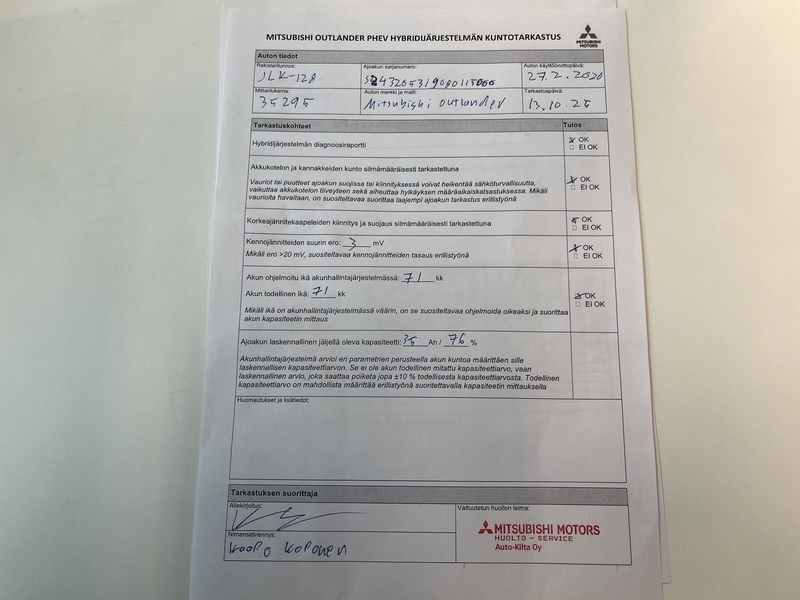 MITSUBISHI OUTLANDER PHEV HYBRIDIJÄRJESTELMÄN KUNTOTARKASTUS
MITSUBISHI
MOTORS
Auton tiedot
Rekisteritunnus:
JLK-128
Ajoakun sarjanumero:
Auton käyttöönottopäivä:
27.2.2020
Mittarilukema:
35295
Auton merkki ja malli:
Mitsubishi outlander
Tarkastuspäivä:
13.10.25
Tarkastuskohteet Tulos
Hybridijärjestelmän diagnoosiraportti
OK
EI OK
Akkukotelon ja kannakkeiden kunto silmämääräisesti tarkastettuna
Vauriot tai puutteet ajoakun suojissa tai kiinnityksessä voivat heikentää sähköturvallisuutta,
vaikuttaa akkukotelon tiiveyteen sekä aiheuttaa hylkäyksen määräaikaiskatsastuksessa. Mikäli
vaurioita havaitaan, on suositeltavaa suorittaa laajempi ajoakun tarkastus erillistyönä
OK
EI OK
Korkeajännitekaapeleiden kiinnitys ja suojaus silmämääräisesti tarkastettuna
OK
EI OK
Kennojännitteiden suurin ero: 3 mV
Mikäli ero >20 mV, suositeltavaa kennojännitteiden tasaus erillistyönä
OK
EI OK
Akun ohjelmoitu ikä akunhallintajärjestelmässä: 71 kk
Akun todellinen ikä: 71 kk
Mikäli ikä on akunhallintajärjestelmässä väärin, on se suositeltavaa ohjelmoida oikeaksi ja suorittaa
akun kapasiteetin mittaus
OK
EI OK
Ajoakun laskennallinen jäljellä oleva kapasiteetti: 35 Ah / 76 %
Akunhallintajärjestelmä arvioi eri parametrien perusteella akun kuntoa määrittäen sille
laskennallisen kapasiteettiarvon. Se ei ole akun todellinen mitattu kapasiteetti, vaan
laskennallinen arvio, joka saattaa poiketa jopa ±10 % todellisesta kapasiteettiarvosta. Todellinen
kapasiteettiarvo on mahdollista määrittää erillistyönä suoritettavalla kapasiteetin mittauksella
Huomautukset ja lisätiedot:
Tarkastuksen suorittaja
Allekirjoitus:
Nimenselvennys:
Kaapo Koponen
Valtuutetun huollon leima:
MITSUBISHI MOTORS
HUOLTO – SERVICE
Auto-Kilta Oy